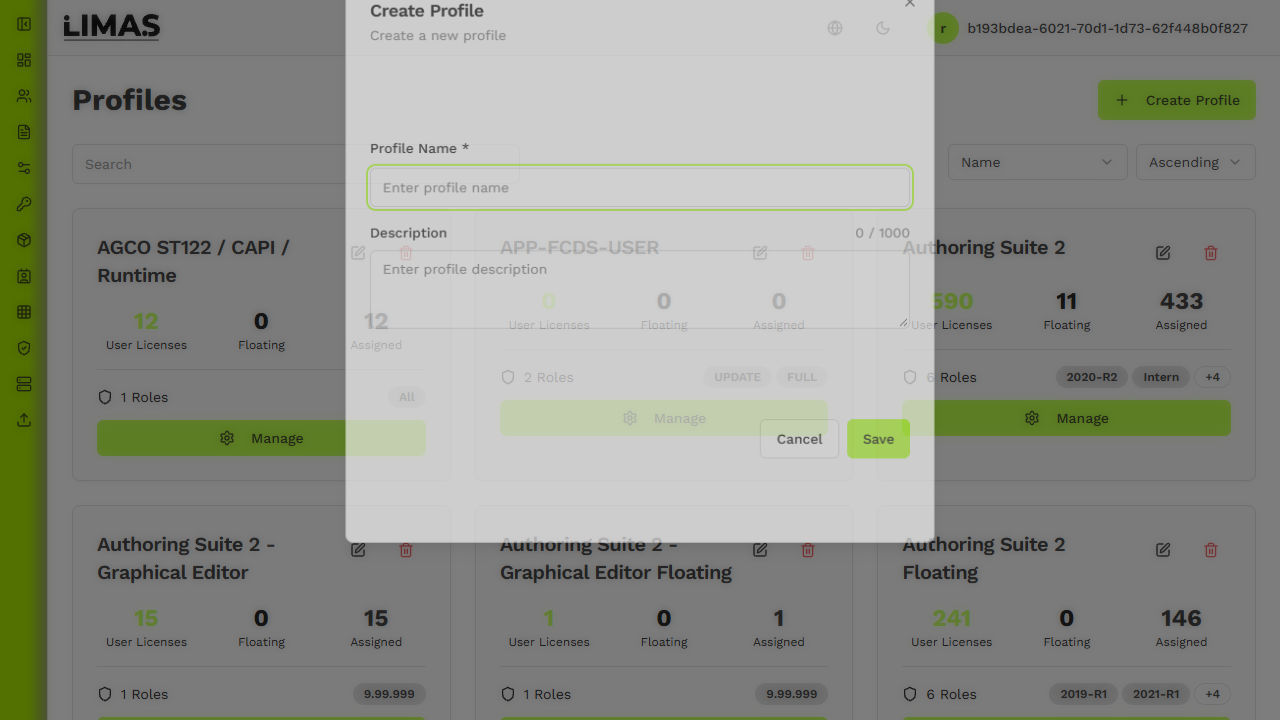 LIMAS
Create Profile
Create a new profile
r
b193bdea-6021-70d1-1d73-62f448b0f827
Profiles
Create Profile
Search
Name
Ascending
Profile Name *
Enter profile name
Description
0 / 1000
Enter profile description
Cancel
Save
AGCO ST122 / CAPI /
Runtime
12
0
12
User Licenses
Floating
Assigned
1 Roles
All
Manage
APP-FCDS-USER
0
0
0
User Licenses
Floating
Assigned
2 Roles
UPDATE
FULL
Manage
Authoring Suite 2
590
11
433
User Licenses
Floating
Assigned
6 Roles
2020-R2
Intern
+4
Manage
Authoring Suite 2 -
Graphical Editor
15
0
15
User Licenses
Floating
Assigned
1 Roles
9.99.999
Authoring Suite 2 -
Graphical Editor Floating
1
0
1
User Licenses
Floating
Assigned
1 Roles
9.99.999
Authoring Suite 2
Floating
241
0
146
User Licenses
Floating
Assigned
6 Roles
2019-R1
2021-R1
+4